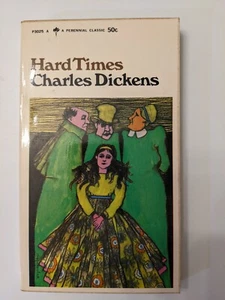 P3025 A A PERENNIAL CLASSIC 50c
Hard Times
Charles Dickens